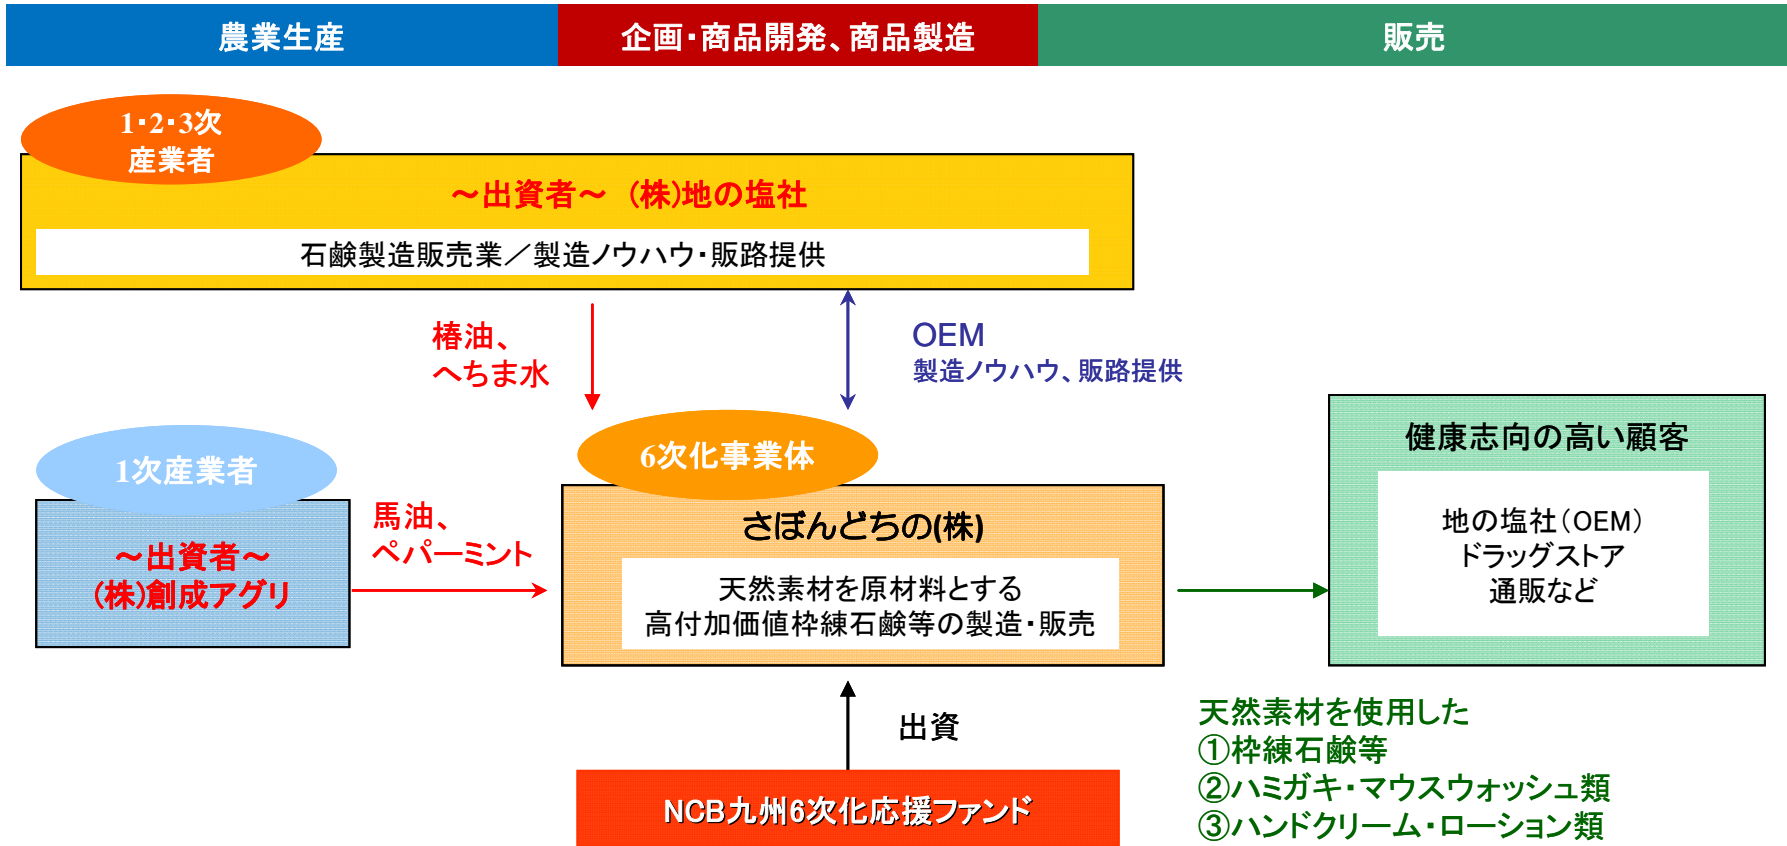 農業生産
企画・商品開発、商品製造
販売
1・2・3次
産業者
～出資者～ (株)地の塩社
石鹸製造販売業／製造ノウハウ・販路提供
椿油、
へちま水
OEM
製造ノウハウ、販路提供
1次産業者
～出資者～
(株)創成アグリ
馬油、
ペパーミント
6次化事業体
さぼんどちの(株)
天然素材を原材料とする
高付加価値枠練石鹸等の製造・販売
健康志向の高い顧客
地の塩社（OEM）
ドラッグストア
通販など
出資
NCB九州6次化応援ファンド
天然素材を使用した
①枠練石鹸等
②ハミガキ・マウスウォッシュ類
③ハンドクリーム・ローション類